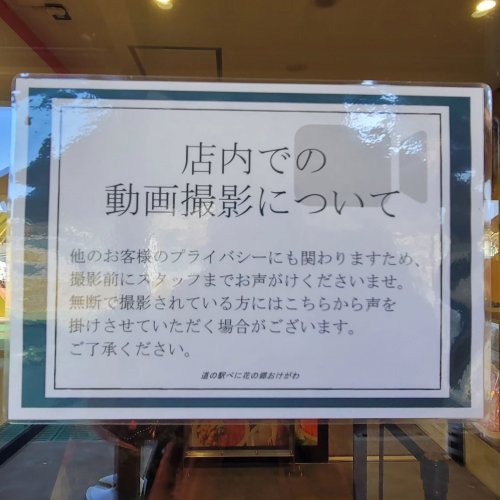 店内での
動画撮影について
他のお客様のプライバシーにも関わりますため、
撮影前にスタッフまでお声がけくださいませ。
無断で撮影されている方にはこちらから声を
掛けさせていただく場合がございます。
ご了承ください。
道の駅べに花の郷おけがわ